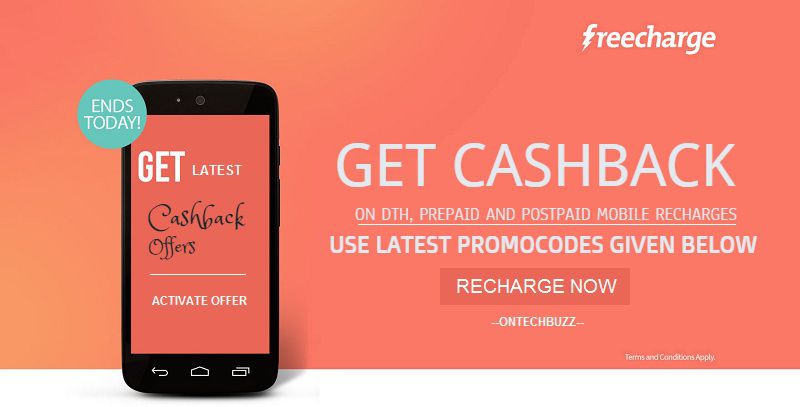 freecharge
ENDS
TODAY!
GET LATEST
Cashback
Offers
ACTIVATE OFFER
GET CASHBACK
ON DTH, PREPAID AND POSTPAID MOBILE RECHARGES
USE LATEST PROMOCODES GIVEN BELOW
RECHARGE NOW
--ONTECHBUZZ--
Terms and Conditions Apply.